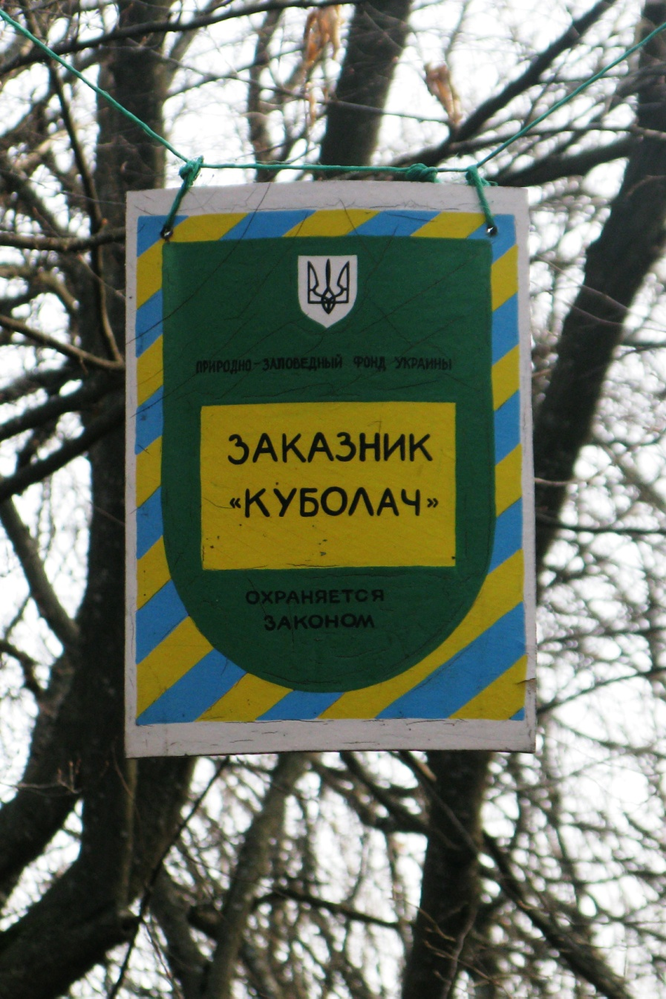 ПРИРОДНО-ЗАПОВЕДНЫЙ ФОНД УКРАИНЫ
ЗАКАЗНИК
«КУБОЛАЧ»
ОХРАНЯЕТСЯ
ЗАКОНОМ